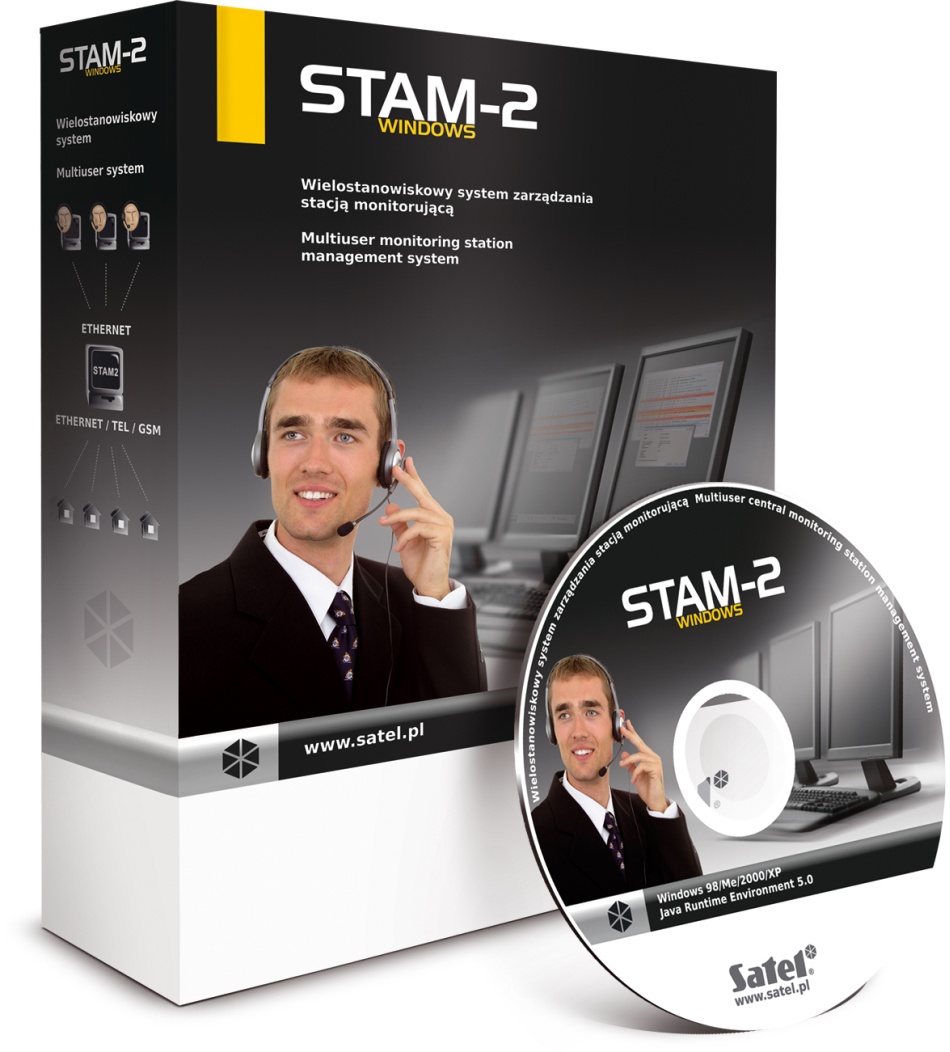 STAM-2
WINDOWS
Wielostanowiskowy
system
Multiuser system
ETHERNET
STAM2
ETHERNET / TEL / GSM
STAM-2
WINDOWS
Wielostanowiskowy system zarządzania
stacją monitorującą
Multiuser monitoring station
management system
www.satel.pl
Wielostanowiskowy system zarządzania stacją monitorującą Multiuser central monitoring station management system
STAM-2
WINDOWS
Windows 98/Me/2000/XP
Java Runtime Environment 5.0
Satel®
www.satel.pl